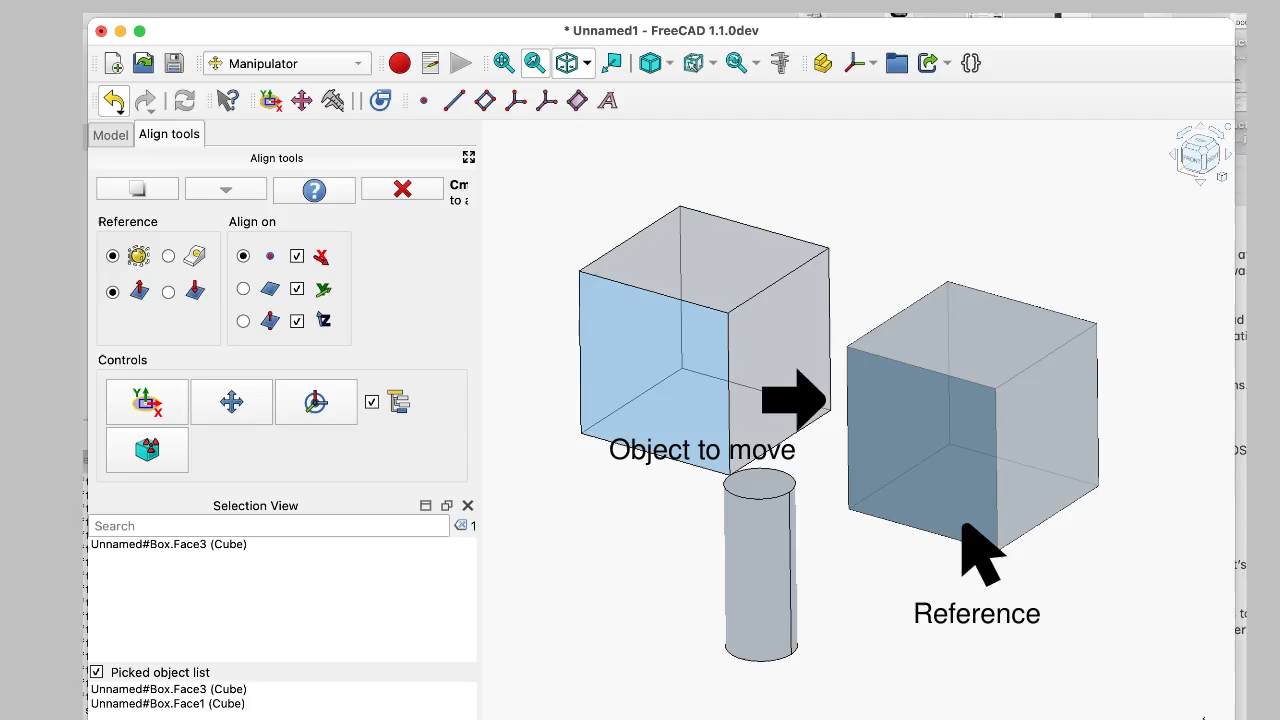 * Unnamed1 - FreeCAD 1.1.0dev
Manipulator
Model
Align tools
Align tools
Cm
to a
Reference
Align on
Controls
Selection View
Search
1
Unnamed#Box.Face3 (Cube)
Picked object list
Unnamed#Box.Face3 (Cube)
Unnamed#Box.Face1 (Cube)
FRONT
Object to move
Reference